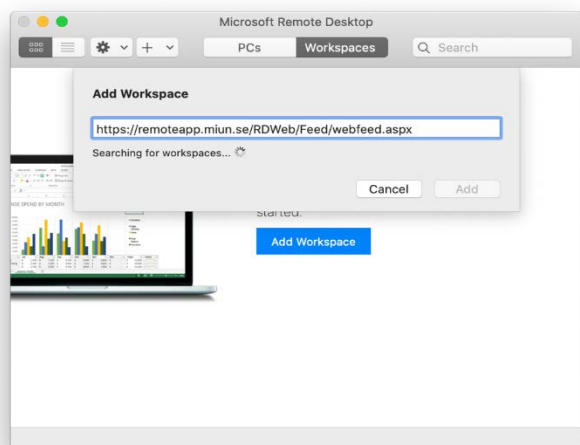 Microsoft Remote Desktop
PCs Workspaces Search
Add Workspace
https://remoteapp.miun.se/RDWeb/Feed/webfeed.aspx
Searching for workspaces...
Cancel Add
started.
SPEND BY MONTH
Add Workspace